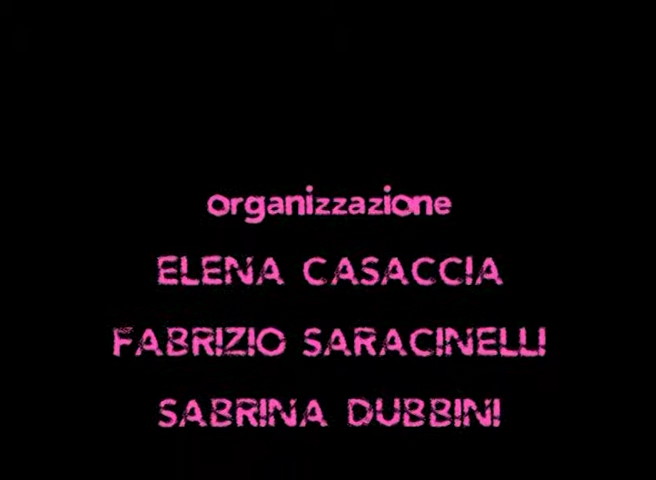 organizzazione
ELENA CASACCIA
FABRIZIO SARACINELLI
SABRINA DUBBINI